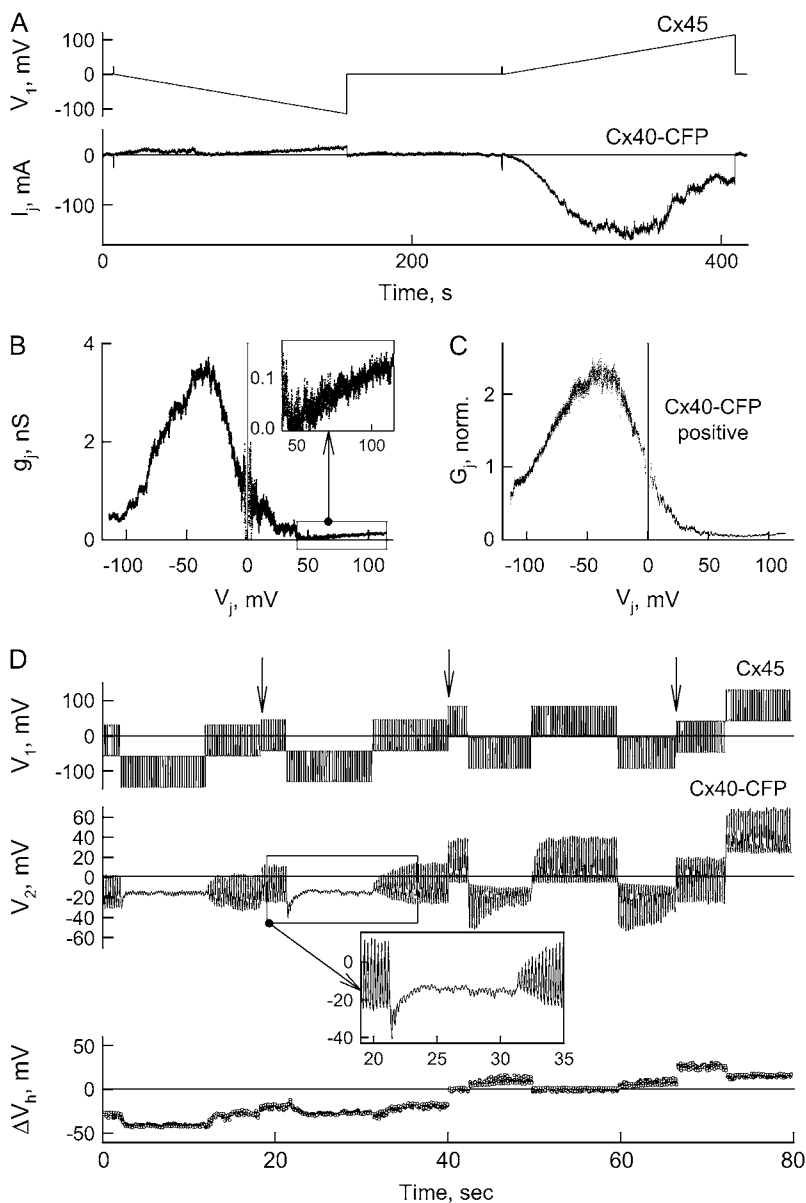 A
Cx45
V1, mV
100
0
-100
Cx40-CFP
Ij, mA
0
-100
0
200
400
Time, s
B
gj, nS
4
2
0
0.1
0.0
40
60
80
100
-100
-50
0
50
100
Vj, mV
C
Gj, norm.
2
1
0
Cx40-CFP
positive
-100
-50
0
50
100
Vj, mV
D
Cx45
V1, mV
100
0
-100
Cx40-CFP
V2, mV
60
40
20
0
-20
-40
-60
0
-20
-40
20
25
30
35
ΔVh, mV
50
0
-50
0
20
40
60
80
Time, sec